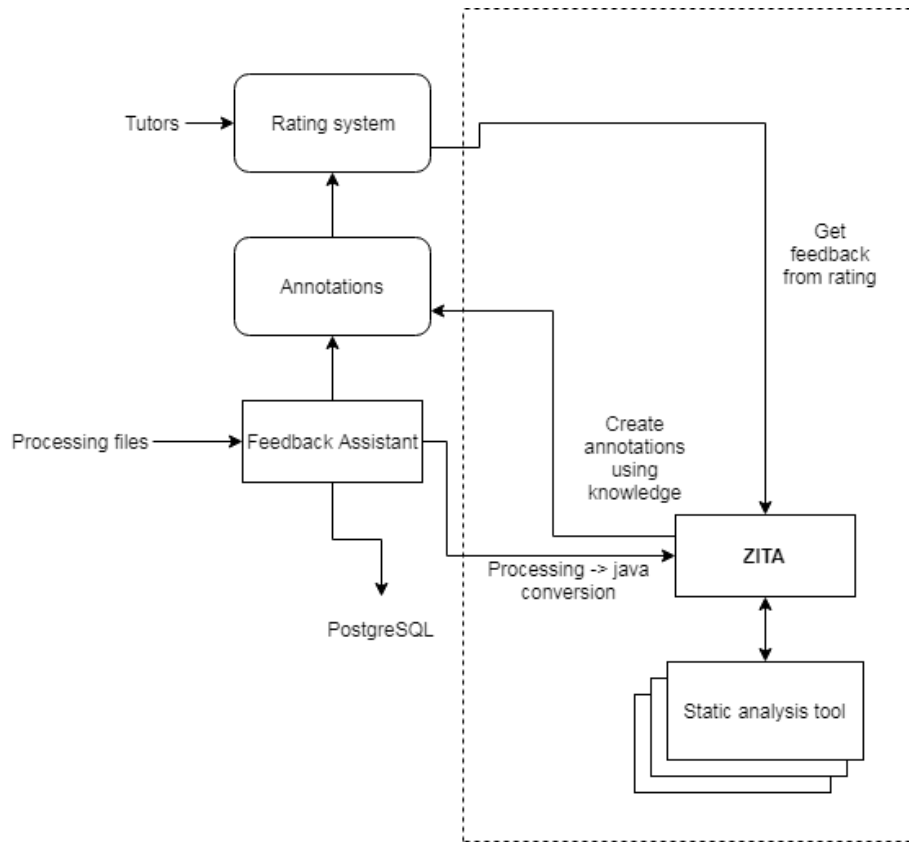 Tutors
Rating system
Get
feedback
from rating
Annotations
Processing files
Feedback Assistant
Create
annotations
using
knowledge
ZITA
Processing -> java
conversion
PostgreSQL
Static analysis tool